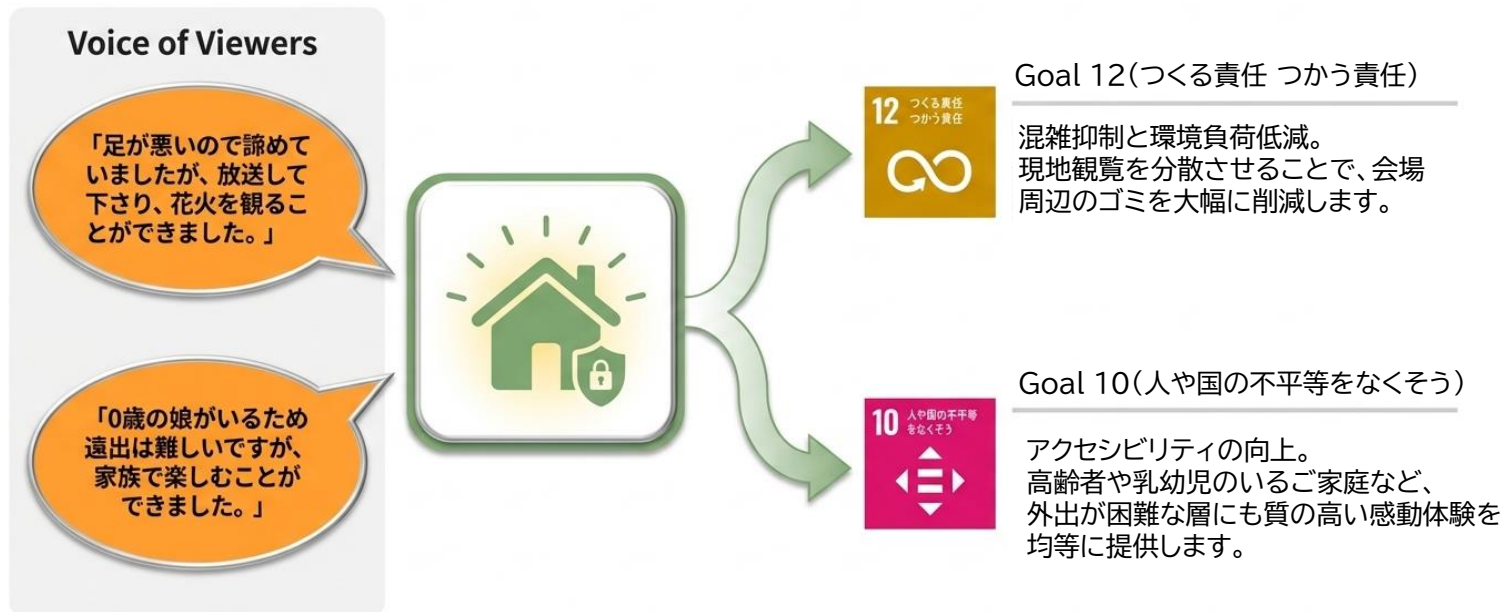 Voice of Viewers
「足が悪いので諦めて
いましたが、放送して
下さり、花火を観るこ
とができました。」
「0歳の娘がいるため
遠出は難しいですが、
家族で楽しむことが
できました。」
Goal 12（つくる責任 つかう責任）
12 つくる責任
つかう責任
混雑抑制と環境負荷低減。
現地観覧を分散させることで、会場
周辺のゴミを大幅に削減します。
Goal 10（人や国の不平等をなくそう）
10 人や国の不平等
をなくそう
アクセシビリティの向上。
高齢者や乳幼児のいるご家庭など、
外出が困難な層にも質の高い感動体験を
均等に提供します。